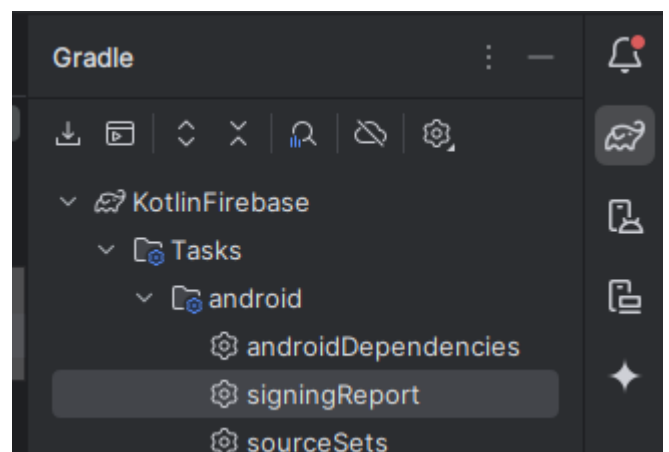 Gradle
KotlinFirebase
Tasks
android
androidDependencies
signingReport
sourceSets